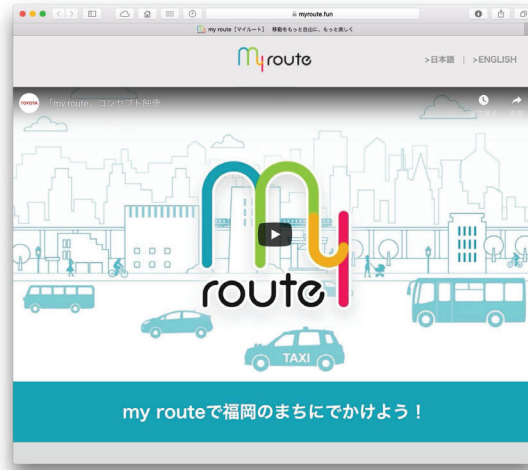 myroute.fun
my route [マイルート] 移動をもっと自由に、もっと楽しく
my route
>日本語 | >ENGLISH
TOYOTA
「my route」コンセプト映像
my
route
TAXI
my routeで福岡のまちにでかけよう！